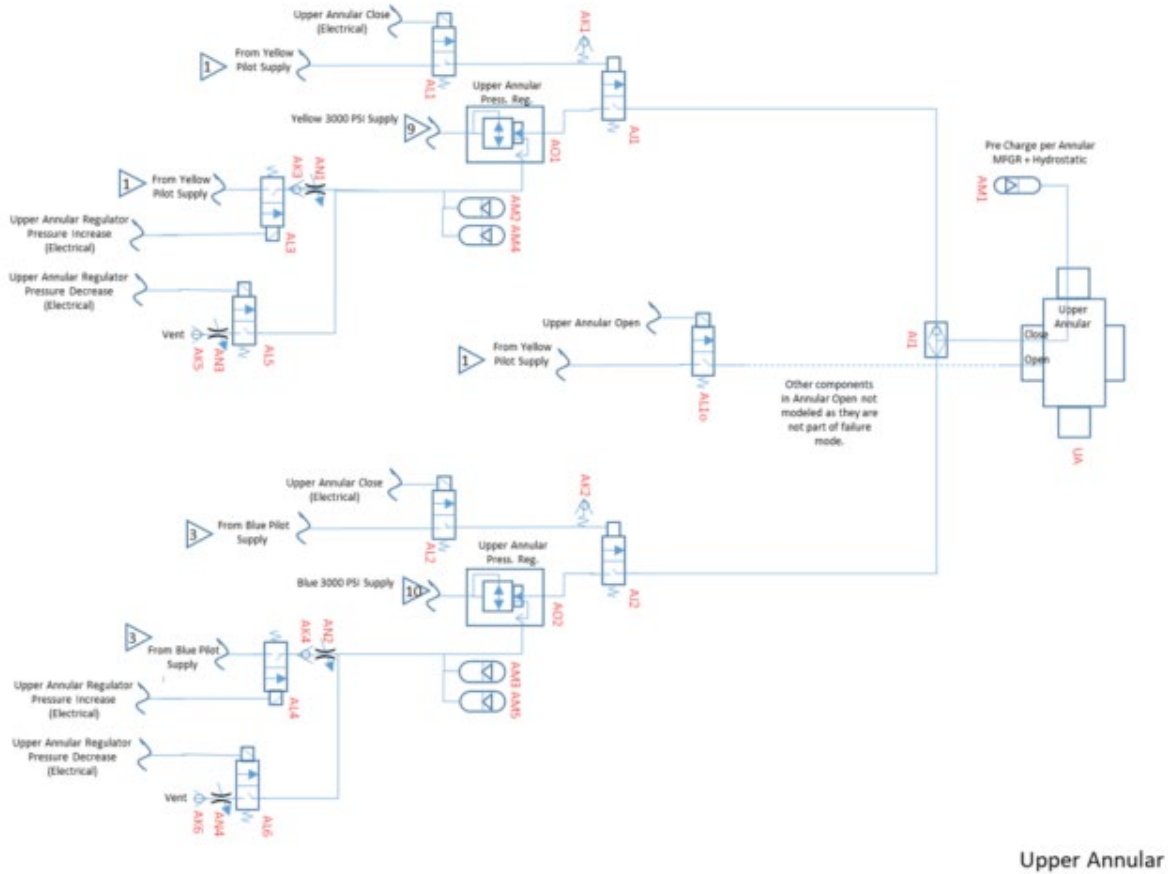 Upper Annular Close
(Electrical)
AK1
1
From Yellow
Pilot Supply
AL1
Upper Annular
Press. Reg.
AJ1
Yellow 3000 PSI Supply
9
AO1
Pre Charge per Annular
MFGR + Hydrostatic
AM1
1
From Yellow
Pilot Supply
AK3
AN1
AM2 AM4
Upper Annular Regulator
Pressure Increase
(Electrical)
AL3
Upper Annular Regulator
Pressure Decrease
(Electrical)
Vent
AK5
AN3
AL5
Upper Annular Open
1
From Yellow
Pilot Supply
AL1o
AI1
Upper
Annular
Close
Open
UA
Other components
in Annular Open not
modeled as they are
not part of failure
mode.
Upper Annular Close
(Electrical)
AK2
3
From Blue Pilot
Supply
AL2
Upper Annular
Press. Reg.
AJ2
Blue 3000 PSI Supply
10
AO2
3
From Blue Pilot
Supply
AK4
AN2
AM3 AM5
Upper Annular Regulator
Pressure Increase
(Electrical)
AL4
Upper Annular Regulator
Pressure Decrease
(Electrical)
Vent
AK6
AN4
AL6
Upper Annular